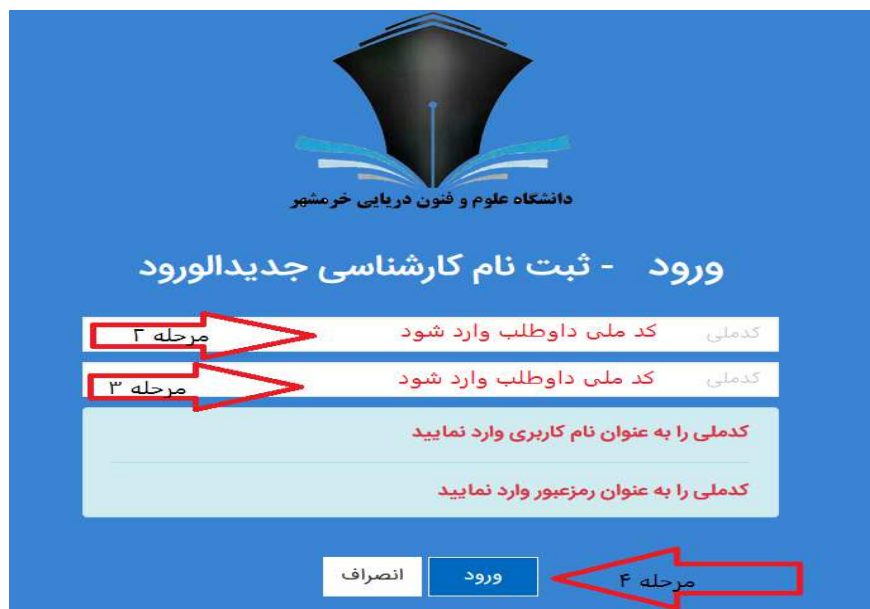 دانشگاه علوم و فنون دریایی خرمشهر
ورود - ثبت نام کارشناسی جدیدالورود
کدملی کد ملی داوطلب وارد شود مرحله ۲
کدملی کد ملی داوطلب وارد شود مرحله ۳
کدملی را به عنوان نام کاربری وارد نمایید
کدملی را به عنوان رمزعبور وارد نمایید
مرحله ۴ ورود انصراف